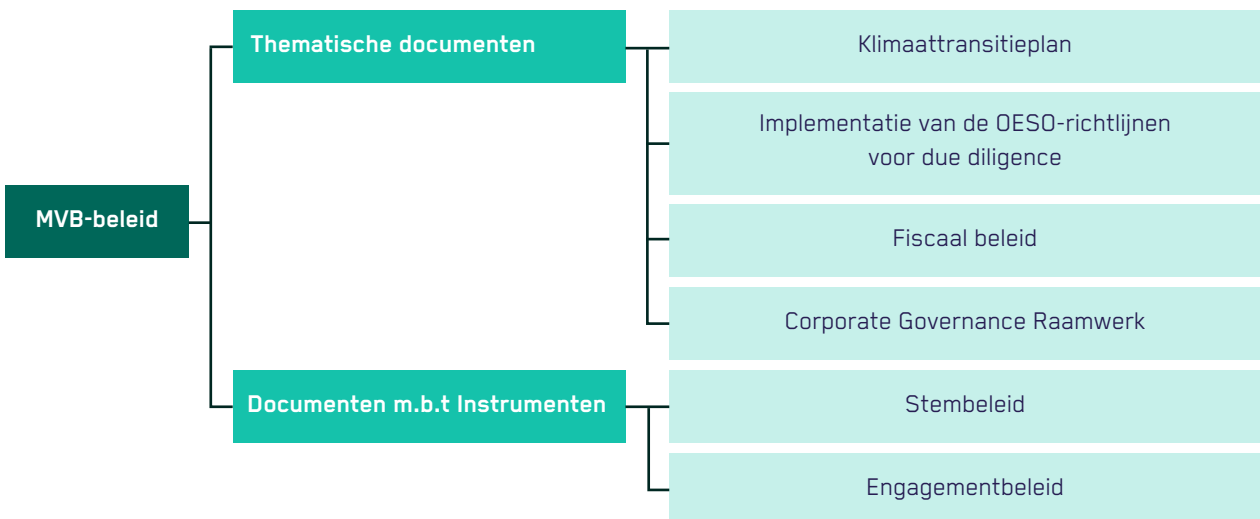 MVB-beleid
Thematische documenten
Klimaattransitieplan
Implementatie van de OESO-richtlijnen
voor due diligence
Fiscaal beleid
Corporate Governance Raamwerk
Documenten m.b.t Instrumenten
Stembeleid
Engagementbeleid